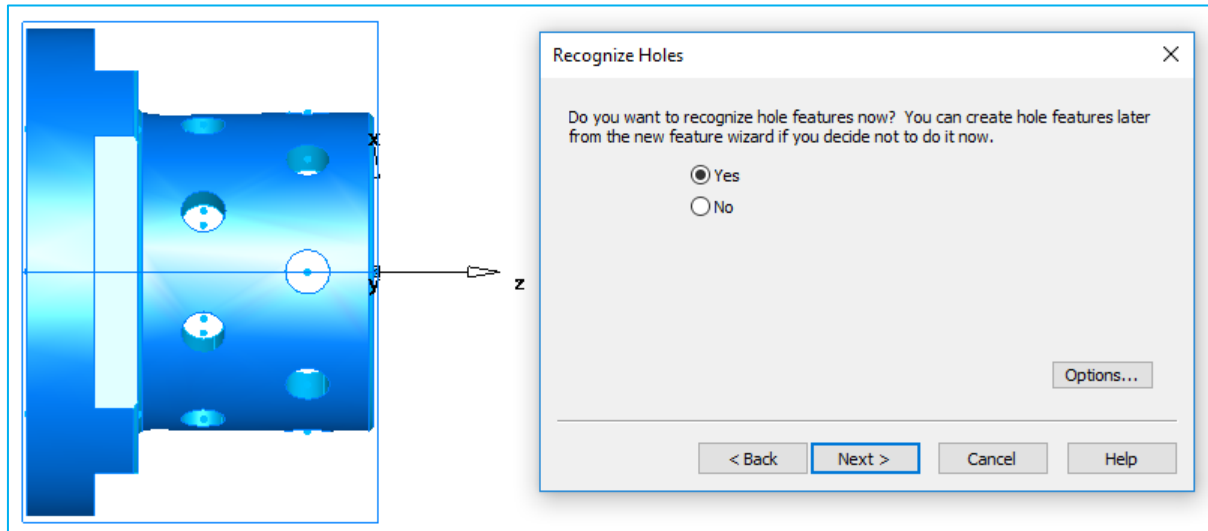 Recognize Holes
Do you want to recognize hole features now? You can create hole features later
from the new feature wizard if you decide not to do it now.
Yes
No
Options...
< Back
Next >
Cancel
Help
x
y
z